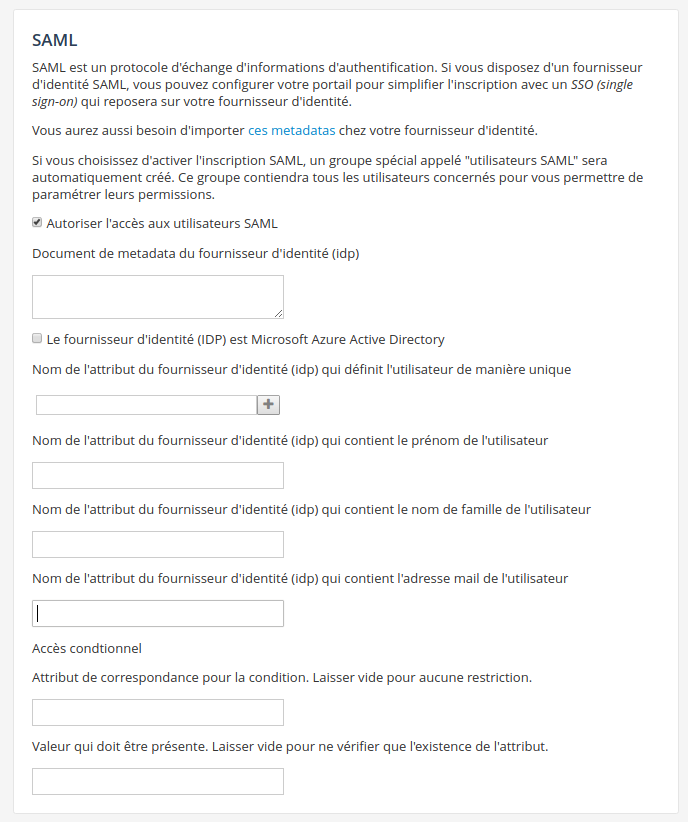 SAML
SAML est un protocole d'échange d'informations d'authentification. Si vous disposez d'un fournisseur
d'identité SAML, vous pouvez configurer votre portail pour simplifier l'inscription avec un SSO (single
sign-on) qui reposera sur votre fournisseur d'identité.
Vous aurez aussi besoin d'importer ces metadatas chez votre fournisseur d'identité.
Si vous choisissez d'activer l'inscription SAML, un groupe spécial appelé "utilisateurs SAML" sera
automatiquement créé. Ce groupe contiendra tous les utilisateurs concernés pour vous permettre de
paramétrer leurs permissions.
Autoriser l'accès aux utilisateurs SAML
Document de metadata du fournisseur d'identité (idp)
Le fournisseur d'identité (IDP) est Microsoft Azure Active Directory
Nom de l'attribut du fournisseur d'identité (idp) qui définit l'utilisateur de manière unique
Nom de l'attribut du fournisseur d'identité (idp) qui contient le prénom de l'utilisateur
Nom de l'attribut du fournisseur d'identité (idp) qui contient le nom de famille de l'utilisateur
Nom de l'attribut du fournisseur d'identité (idp) qui contient l'adresse mail de l'utilisateur
Accès condtionnel
Attribut de correspondance pour la condition. Laisser vide pour aucune restriction.
Valeur qui doit être présente. Laisser vide pour ne vérifier que l'existence de l'attribut.